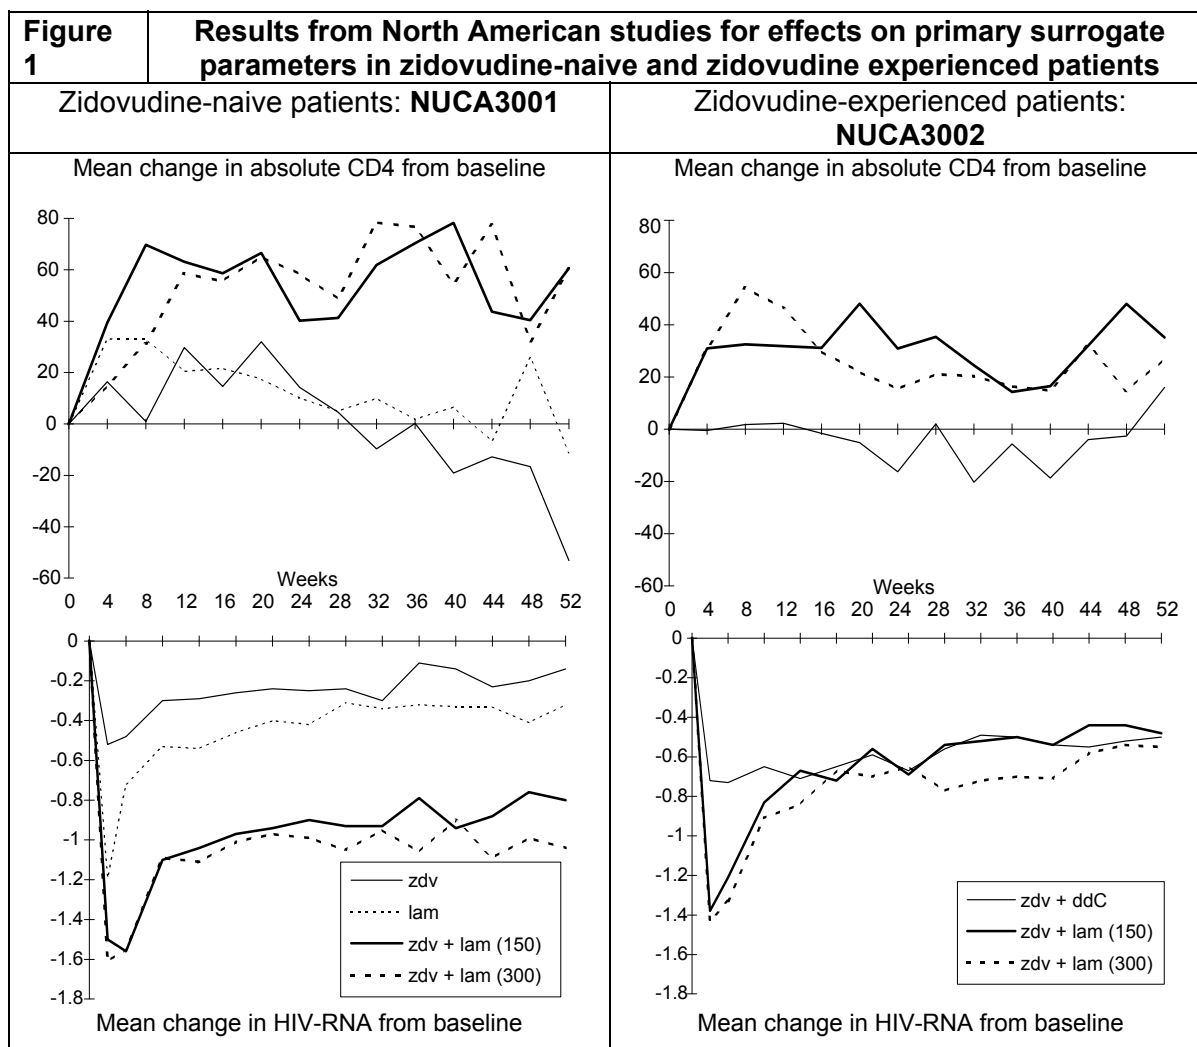 Figure 1
Results from North American studies for effects on primary surrogate
parameters in zidovudine-naive and zidovudine experienced patients
Zidovudine-naive patients: NUCA3001
Zidovudine-experienced patients:
NUCA3002
Mean change in absolute CD4 from baseline
80
60
40
20
0
-20
-40
-60
Weeks
0 4 8 12 16 20 24 28 32 36 40 44 48 52
0
-0.2
-0.4
-0.6
-0.8
-1
-1.2
-1.4
-1.6
-1.8
zdv
lam
zdv + lam (150)
zdv + lam (300)
Mean change in HIV-RNA from baseline
Mean change in absolute CD4 from baseline
80
60
40
20
0
-20
-40
-60
Weeks
0 4 8 12 16 20 24 28 32 36 40 44 48 52
0
-0.2
-0.4
-0.6
-0.8
-1
-1.2
-1.4
-1.6
-1.8
zdv + ddC
zdv + lam (150)
zdv + lam (300)
Mean change in HIV-RNA from baseline